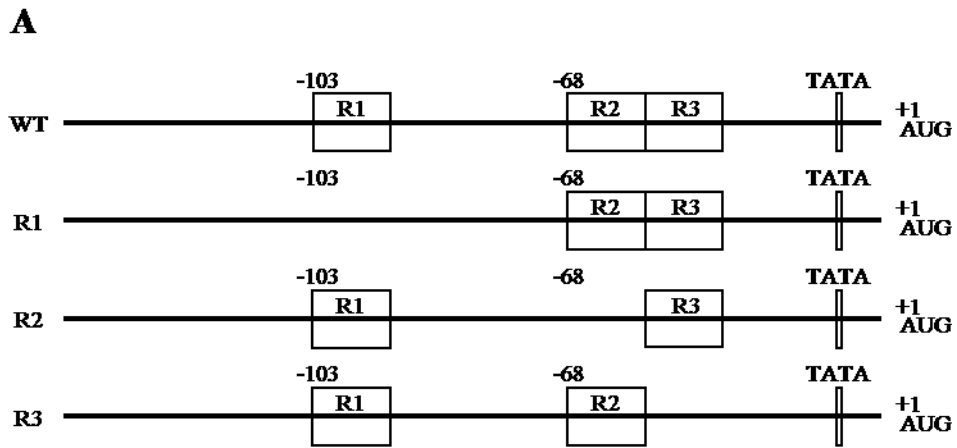 A
-103 -68 TATA
WT R1 R2 R3 +1
AUG
-103 -68 TATA
R1 R2 R3 +1
AUG
-103 -68 TATA
R2 R1 R3 +1
AUG
-103 -68 TATA
R3 R1 R2 +1
AUG